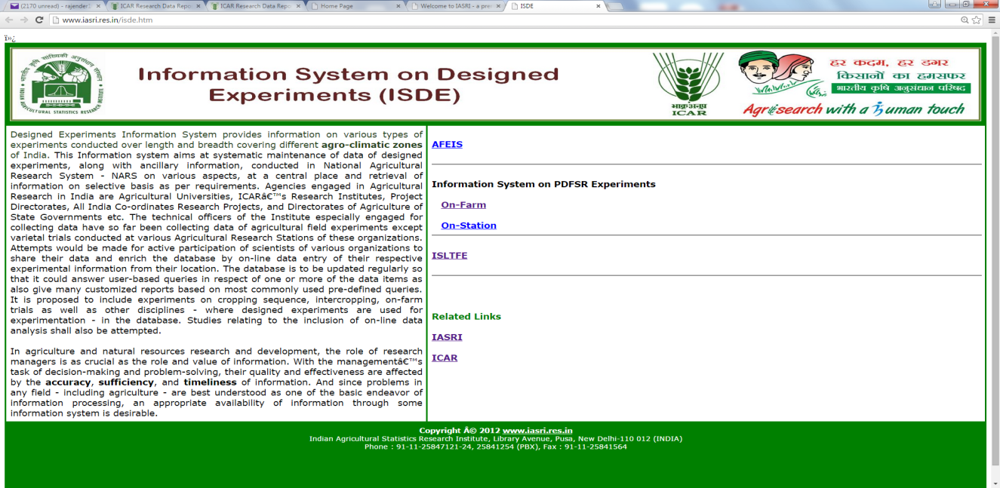 (2170 unread) - rajender1
ICAR Research Data Repo
ICAR Research Data Repo
Home Page
Welcome to IASRI - a pre
ISDE
www.iasri.res.in/isde.htm
ï»¿
Information System on Designed
Experiments (ISDE)
भाकृअनुप
ICAR
हर कदम, हर डगर
किसानों का हमसफर
भारतीय कृषि अनुसंधान परिषद
Agrisearch with a human touch
Designed Experiments Information System provides information on various types of
experiments conducted over length and breadth covering different agro-climatic zones
of India. This Information system aims at systematic maintenance of data of designed
experiments, along with ancillary information, conducted in National Agricultural
Research System - NARS on various aspects, at a central place and retrieval of
information on selective basis as per requirements. Agencies engaged in Agricultural
Research in India are Agricultural Universities, ICARâ€™s Research Institutes, Project
Directorates, All India Co-ordinates Research Projects, and Directorates of Agriculture of
State Governments etc. The technical officers of the Institute especially engaged for
collecting data have so far been collecting data of agricultural field experiments except
varietal trials conducted at various Agricultural Research Stations of these organizations.
Attempts would be made for active participation of scientists of various organizations to
share their data and enrich the database by on-line data entry of their respective
experimental information from their location. The database is to be updated regularly so
that it could answer user-based queries in respect of one or more of the data items as
also give many customized reports based on most commonly used pre-defined queries.
It is proposed to include experiments on cropping sequence, intercropping, on-farm
trials as well as other disciplines - where designed experiments are used for
experimentation - in the database. Studies relating to the inclusion of on-line data
analysis shall also be attempted.
In agriculture and natural resources research and development, the role of research
managers is as crucial as the role and value of information. With the managementâ€™s
task of decision-making and problem-solving, their quality and effectiveness are affected
by the accuracy, sufficiency, and timeliness of information. And since problems in
any field - including agriculture - are best understood as one of the basic endeavor of
information processing, an appropriate availability of information through some
information system is desirable.
AFEIS
Information System on PDFSR Experiments
On-Farm
On-Station
ISLTFE
Related Links
IASRI
ICAR
Copyright Â© 2012 www.iasri.res.in
Indian Agricultural Statistics Research Institute, Library Avenue, Pusa, New Delhi-110 012 (INDIA)
Phone : 91-11-25847121-24, 25841254 (PBX), Fax : 91-11-25841564